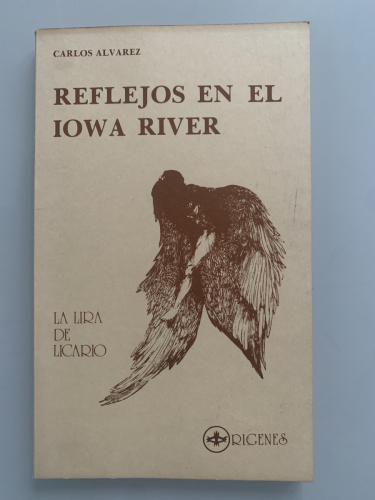 CARLOS ALVAREZ
REFLEJOS EN EL
IOWA RIVER
LA LIRA
DE
LICARIO
ORIGENES